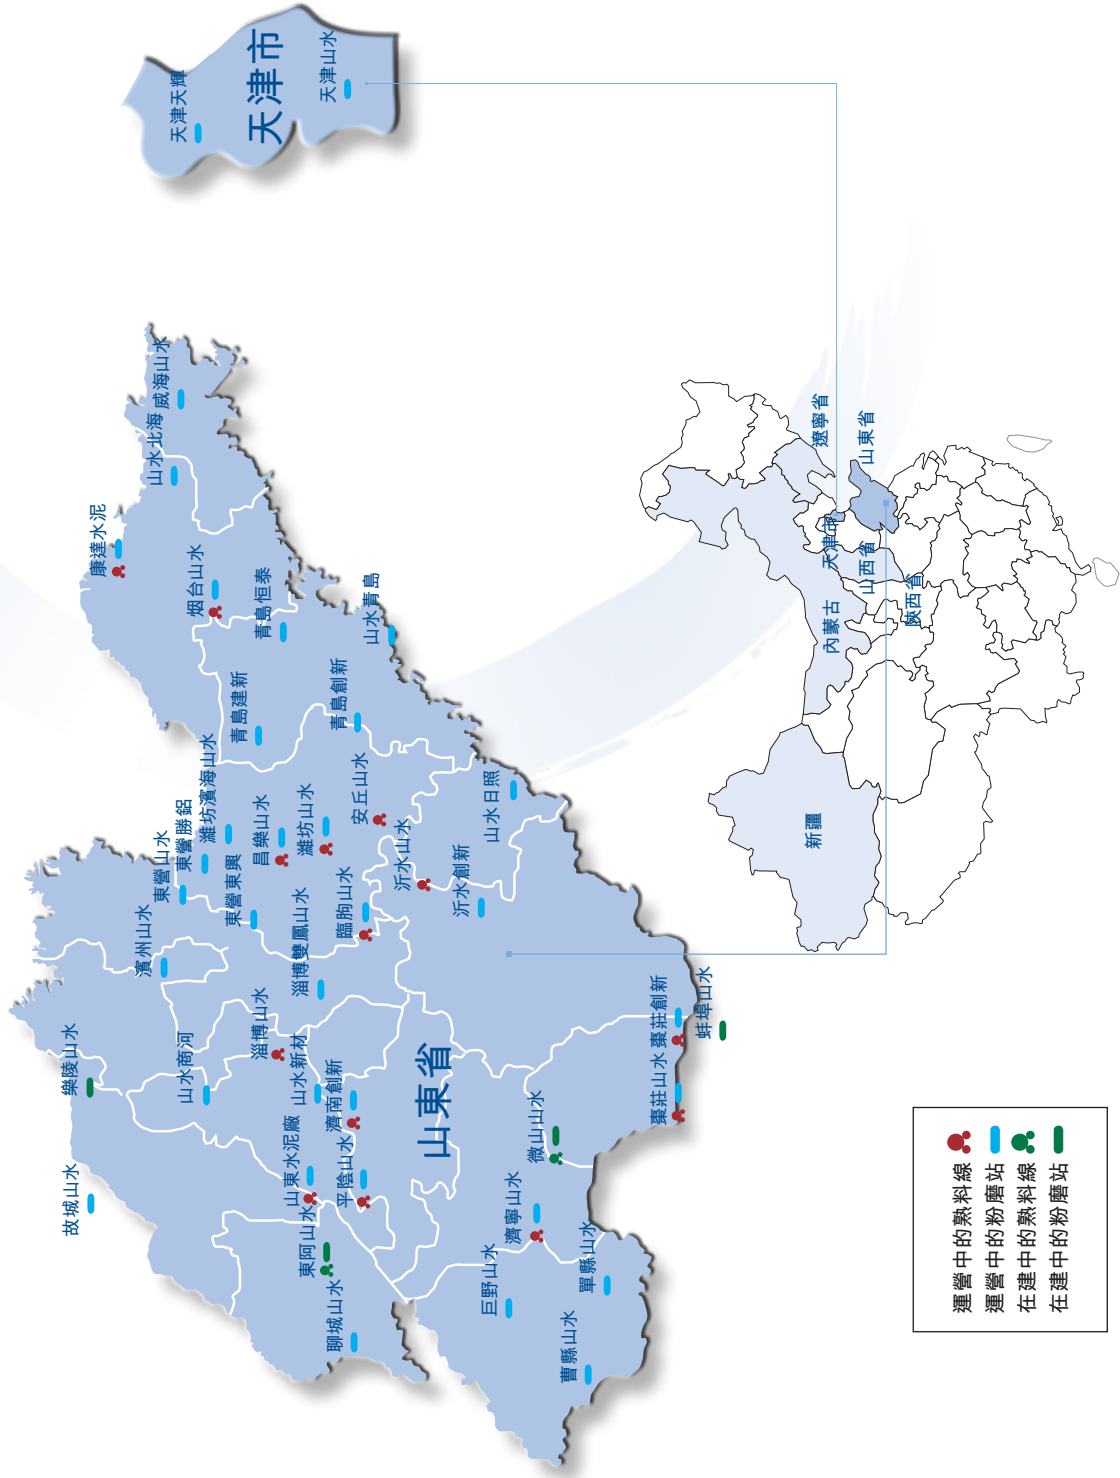 天津市
天津天輝
天津山水
威海山水
山水北海
康達水泥
烟台山水
青島恒泰
山水青島
青島建新
青島創新
濰坊濱海山水
東營勝鋁
東營山水
東營東興
昌樂山水
濰坊山水
安丘山水
沂水山水
臨朐山水
沂水創新
山水日照
濱州山水
淄博雙鳳山水
淄博山水
樂陵山水
山水商河
山水新材
濟南創新
山東省
故城山水
山東水泥廠
平陰山水
東阿山水
聊城山水
微山山水
濟寧山水
巨野山水
單縣山水
曹縣山水
棗莊山水
棗莊創新
蚌埠山水
遼寧省
山東省
天津市
山西省
陝西省
內蒙古
新疆
運營中的熟料線
運營中的粉磨站
在建中的熟料線
在建中的粉磨站